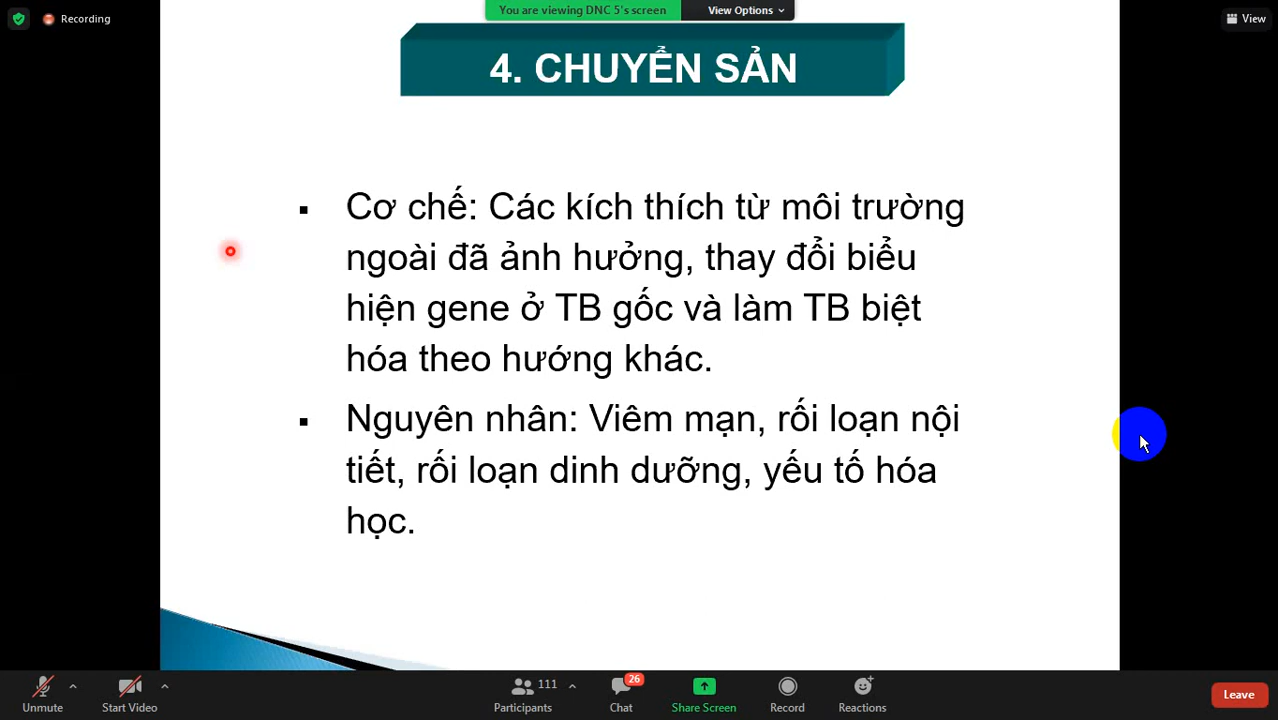 Recording
You are viewing DNC 5's screen
View Options
View
4. CHUYỂN SẢN
▪ Cơ chế: Các kích thích từ môi trường
ngoài đã ảnh hưởng, thay đổi biểu
hiện gene ở TB gốc và làm TB biệt
hóa theo hướng khác.
▪ Nguyên nhân: Viêm mạn, rối loạn nội
tiết, rối loạn dinh dưỡng, yếu tố hóa
học.
Unmute
Start Video
111
Participants
26
Chat
Share Screen
Record
Reactions
Leave